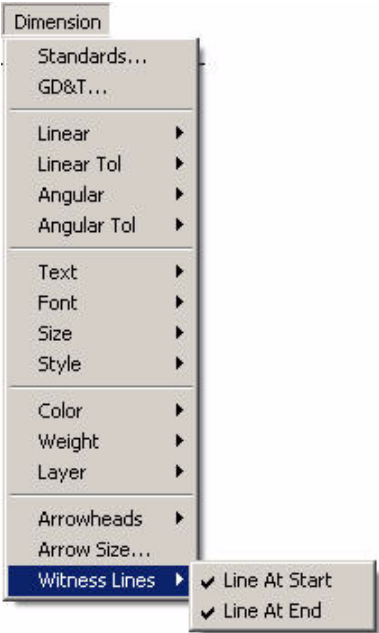 Dimension
Standards...
GD&T...
Linear
Linear Tol
Angular
Angular Tol
Text
Font
Size
Style
Color
Weight
Layer
Arrowheads
Arrow Size...
Witness Lines
Line At Start
Line At End